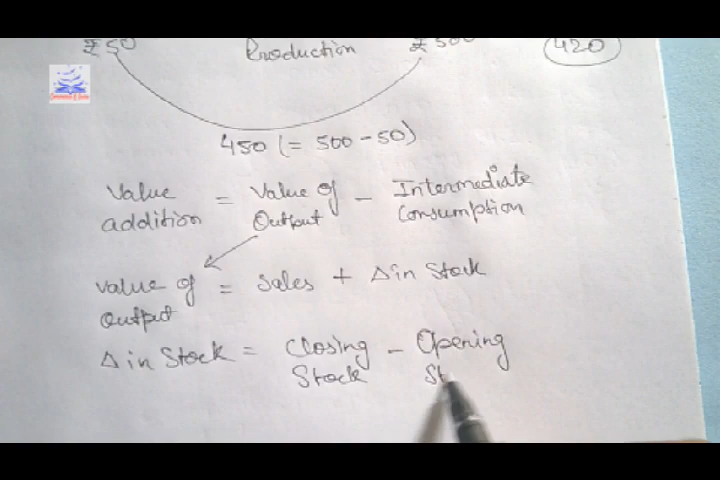 ₹50 Production ₹500 420
450 (= 500 - 50)
Value addition = Value of Output - Intermediate Consumption
Value of Output = Sales + Δ in Stock
Δ in Stock = Closing Stock - Opening St